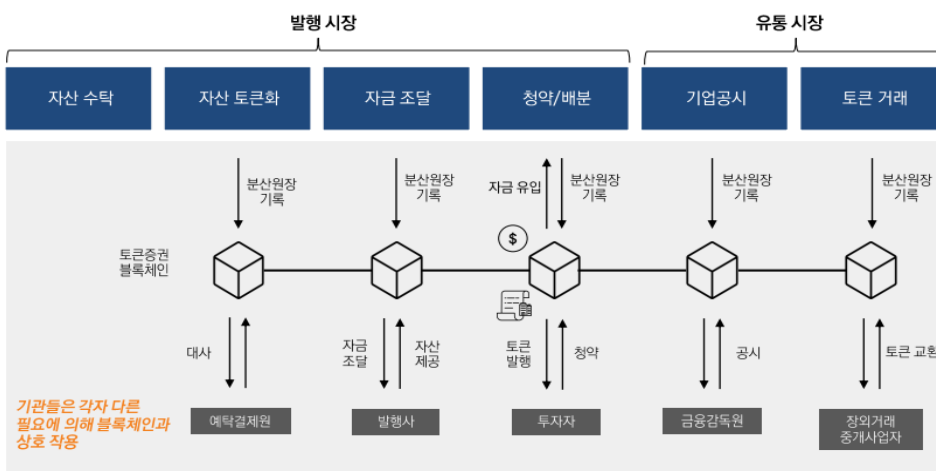 발행 시장
유통 시장
자산 수탁
자산 토큰화
자금 조달
청약/배분
기업공시
토큰 거래
분산원장
기록
분산원장
기록
자금 유입
분산원장
기록
분산원장
기록
분산원장
기록
$
토큰증권
블록체인
대사
자금
조달
자산
제공
토큰
발행
청약
공시
토큰 교환
기관들은 각자 다른
필요에 의해 블록체인과
상호 작용
예탁결제원
발행사
투자자
금융감독원
장외거래
중개사업자